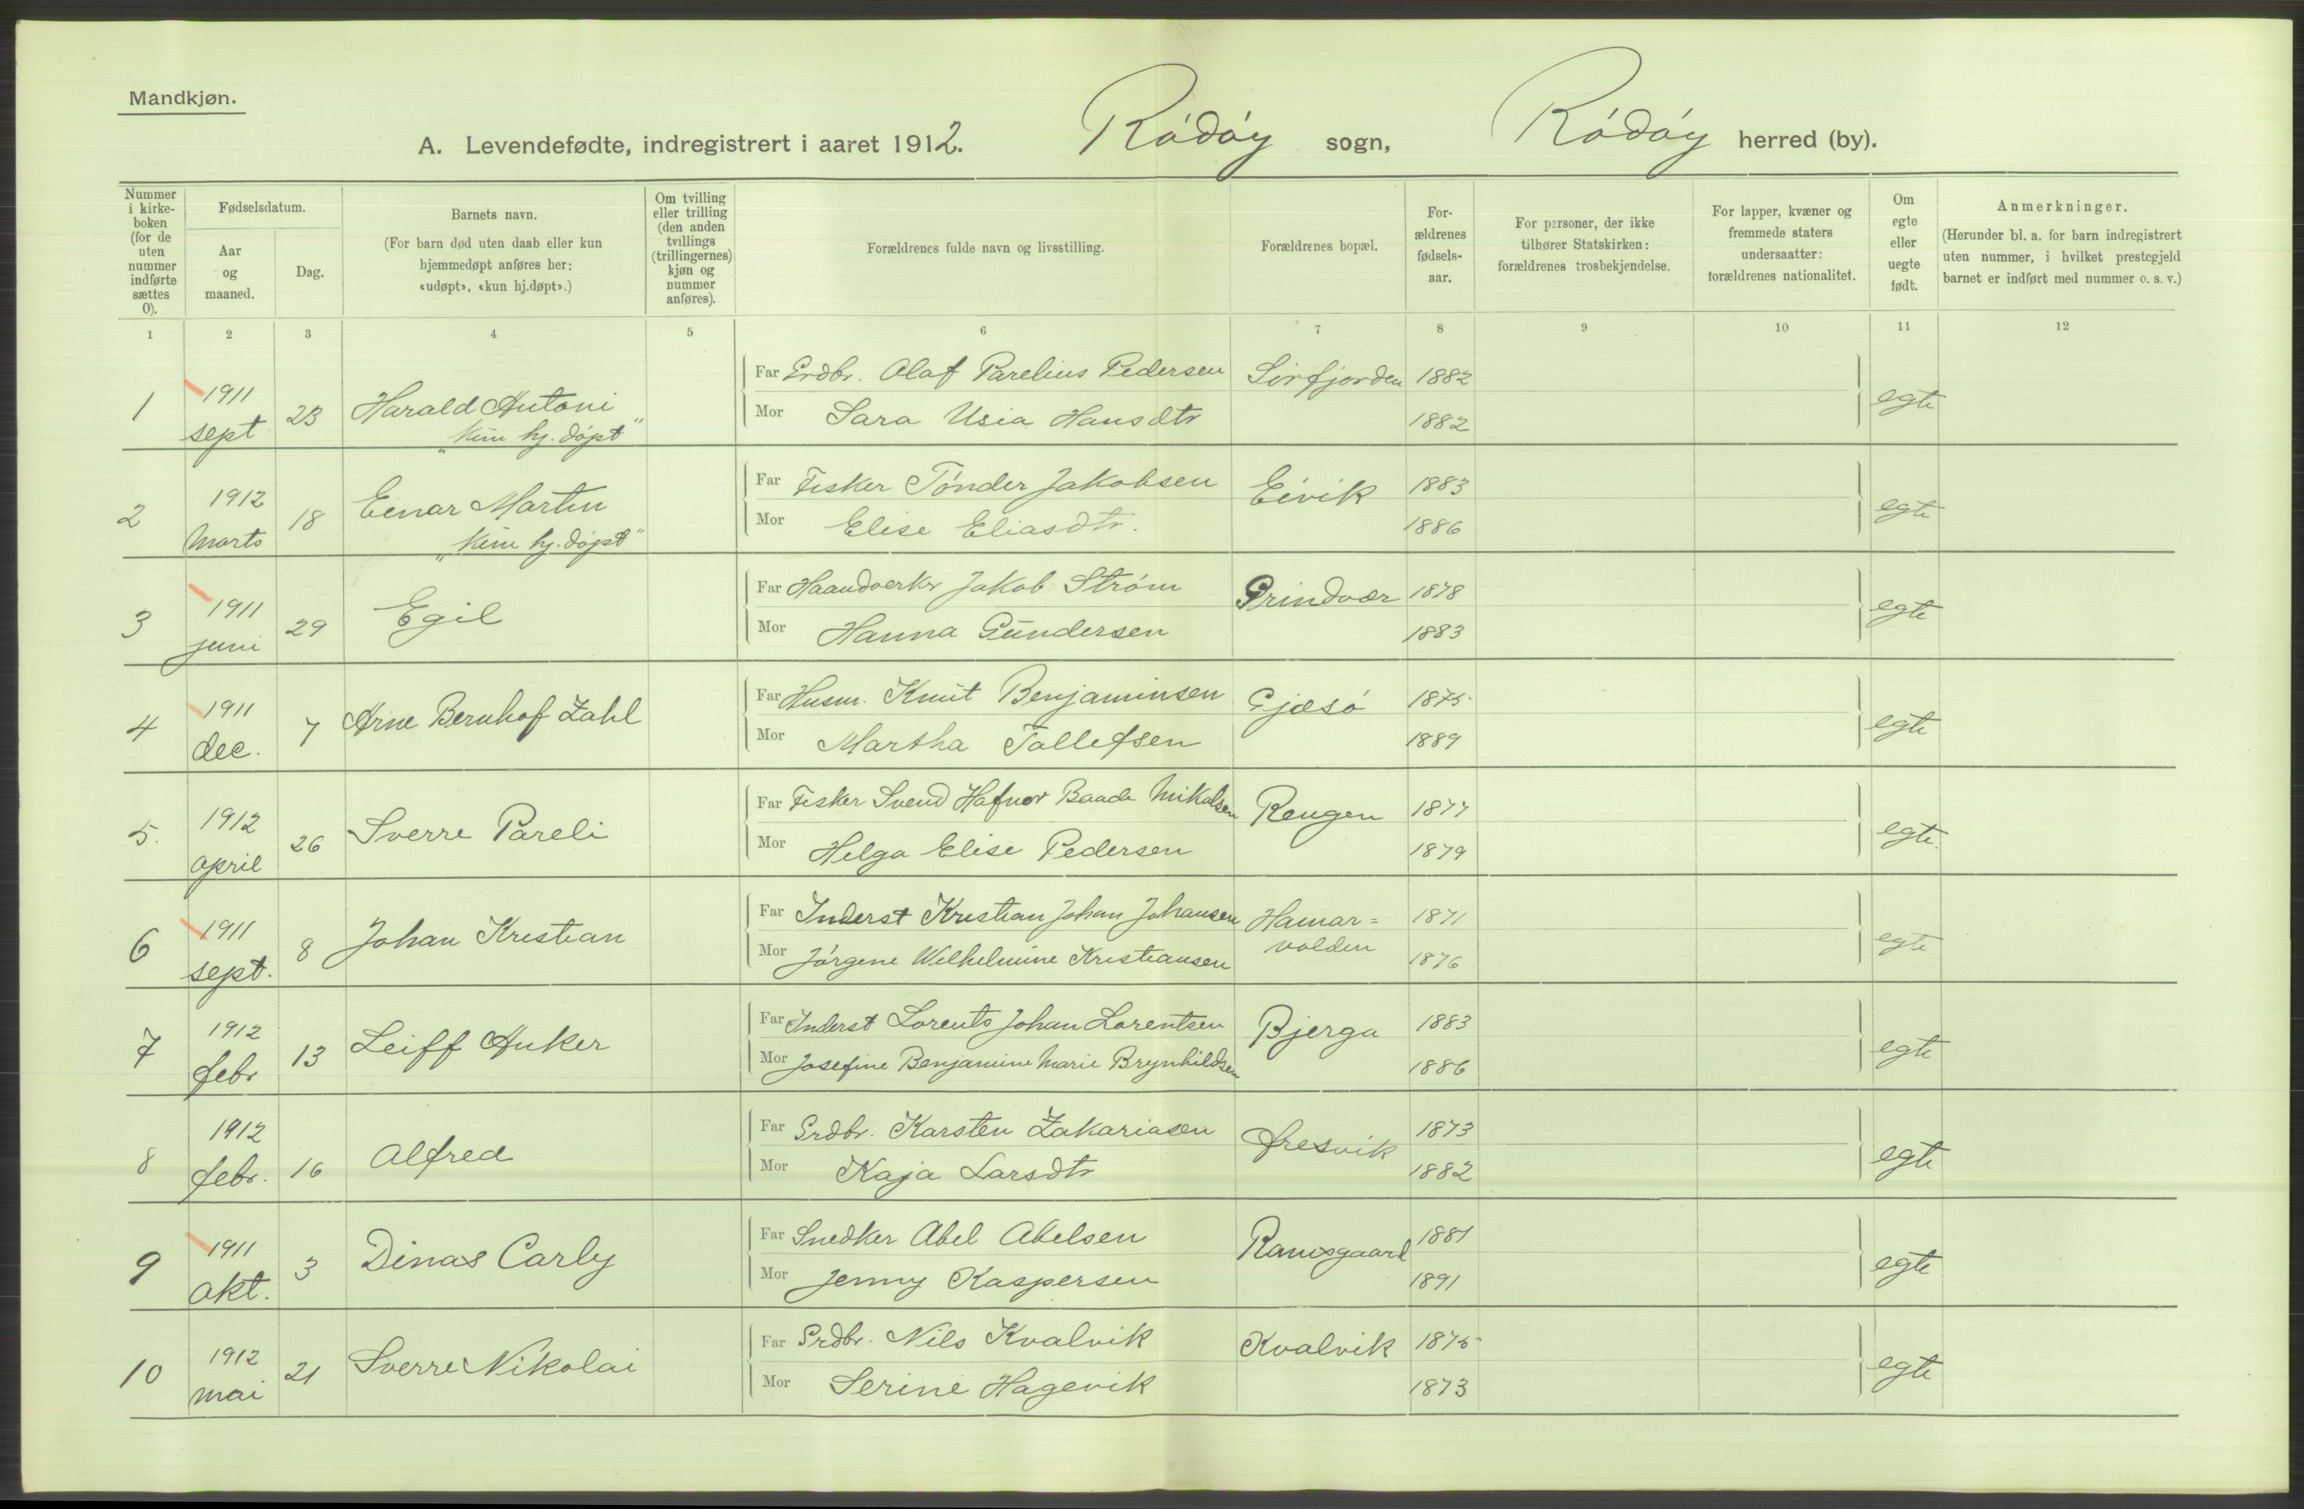 Mandkjøn.
A. Levendefødte, indregistrert i aaret 1912. Rødøy sogn, Rødøy herred (by).
Nummer i kirke-boken (for de uten nummer indførte sættes 0).
Fødselsdatum.
Aar og maaned.
Dag.
Barnets navn.
(For barn død uten daab eller kun hjemmedøpt anføres her: «udøpt», «kun hj.døpt».)
Om tvilling eller trilling (den anden tvillings (trillingernes) kjøn og nummer anføres).
Forældrenes fulde navn og livsstilling.
Forældrenes bopæl.
For-ældrenes fødsels-aar.
For personer, der ikke tilhører Statskirken: forældrenes trosbekjendelse.
For lapper, kvæner og fremmede staters undersaatter: forældrenes nationalitet.
Om egte eller uegte født.
Anmerkninger.
(Herunder bl. a. for barn indregistrert uten nummer, i hvilket prestegjeld barnet er indført med nummer o. s. v.)
1 2 3 4 5 6 7 8 9 10 11 12
1 1911 sept 23 Harald Antoni „kun hj. døpt"
Far Grdbr. Olaf Parelius Pedersen Sørfjorden 1882
Mor Sara Usia Hansdtr 1882 egte
2 1912 Marts 18 Einar Martin „kun hj. døpt"
Far Fisker Tønder Jakobsen Eivik 1883
Mor Elise Eliasdtr. 1886 egte
3 1911 juni 29 Egil
Far Haandverkr Jakob Strøm Grindvær 1878
Mor Hanna Gundersen 1883 egte
4 1911 dec. 7 Arne Bernhof Zahl
Far Husm. Knut Benjaminsen Gjæsø 1875
Mor Martha Tollefsen 1889 egte
5. 1912 april 26 Sverre Pareli
Far Fisker Svend Hafnor Baade Mikalsen Rengen 1877
Mor Helga Elise Pedersen 1879 egte.
6 1911 sept. 8 Johan Kristian
Far Inderst Kristian Johan Johansen Hamar=volden 1871
Mor Jørgene Wilhelmine Kristiansen 1876 egte
7 1912 febr 13 Leiff Anker
Far Inderst Lorents Johan Lorentsen Bjerga 1883
Mor Josefine Benjamine Marie Brynhildsen 1886 egte
8 1912 febr. 16 Alfred
Far Grdbr. Karsten Zakariasen Øresvik 1873
Mor Kaja Larsdtr 1882 egte
9 1911 okt. 3 Dinas Carly
Far Snedker Abel Abelsen Ramsgaard 1881
Mor Jenny Kaspersen 1891 egte
10 1912 mai 21 Sverre Nikolai
Far Grdbr. Nils Kvalvik Kvalvik 1875
Mor Serine Hagevik 1873 egte